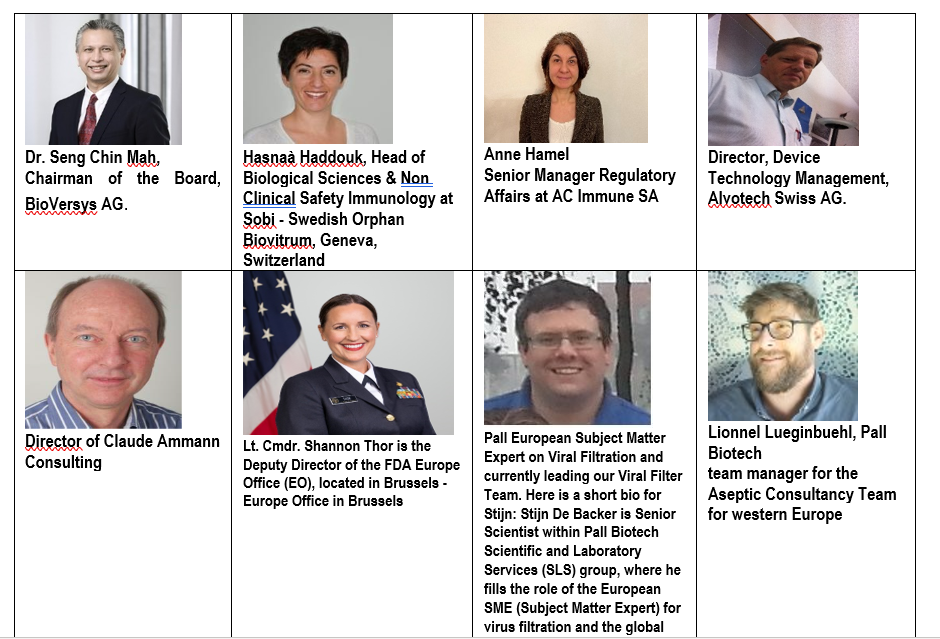 Dr. Seng Chin Mah,
Chairman of the Board,
BioVersys AG.
Hasnaà Haddouk, Head of
Biological Sciences & Non
Clinical Safety Immunology at
Sobi - Swedish Orphan
Biovitrum, Geneva,
Switzerland
Anne Hamel
Senior Manager Regulatory
Affairs at AC Immune SA
Director, Device
Technology Management,
Alvotech Swiss AG.
Director of Claude Ammann
Consulting
Lt. Cmdr. Shannon Thor is the
Deputy Director of the FDA Europe
Office (EO), located in Brussels -
Europe Office in Brussels
Pall European Subject Matter
Expert on Viral Filtration and
currently leading our Viral Filter
Team. Here is a short bio for
Stijn: Stijn De Backer is Senior
Scientist within Pall Biotech
Scientific and Laboratory
Services (SLS) group, where he
fills the role of the European
SME (Subject Matter Expert) for
virus filtration and the global
Lionnel Lueginbuehl, Pall
Biotech
team manager for the
Aseptic Consultancy Team
for western Europe